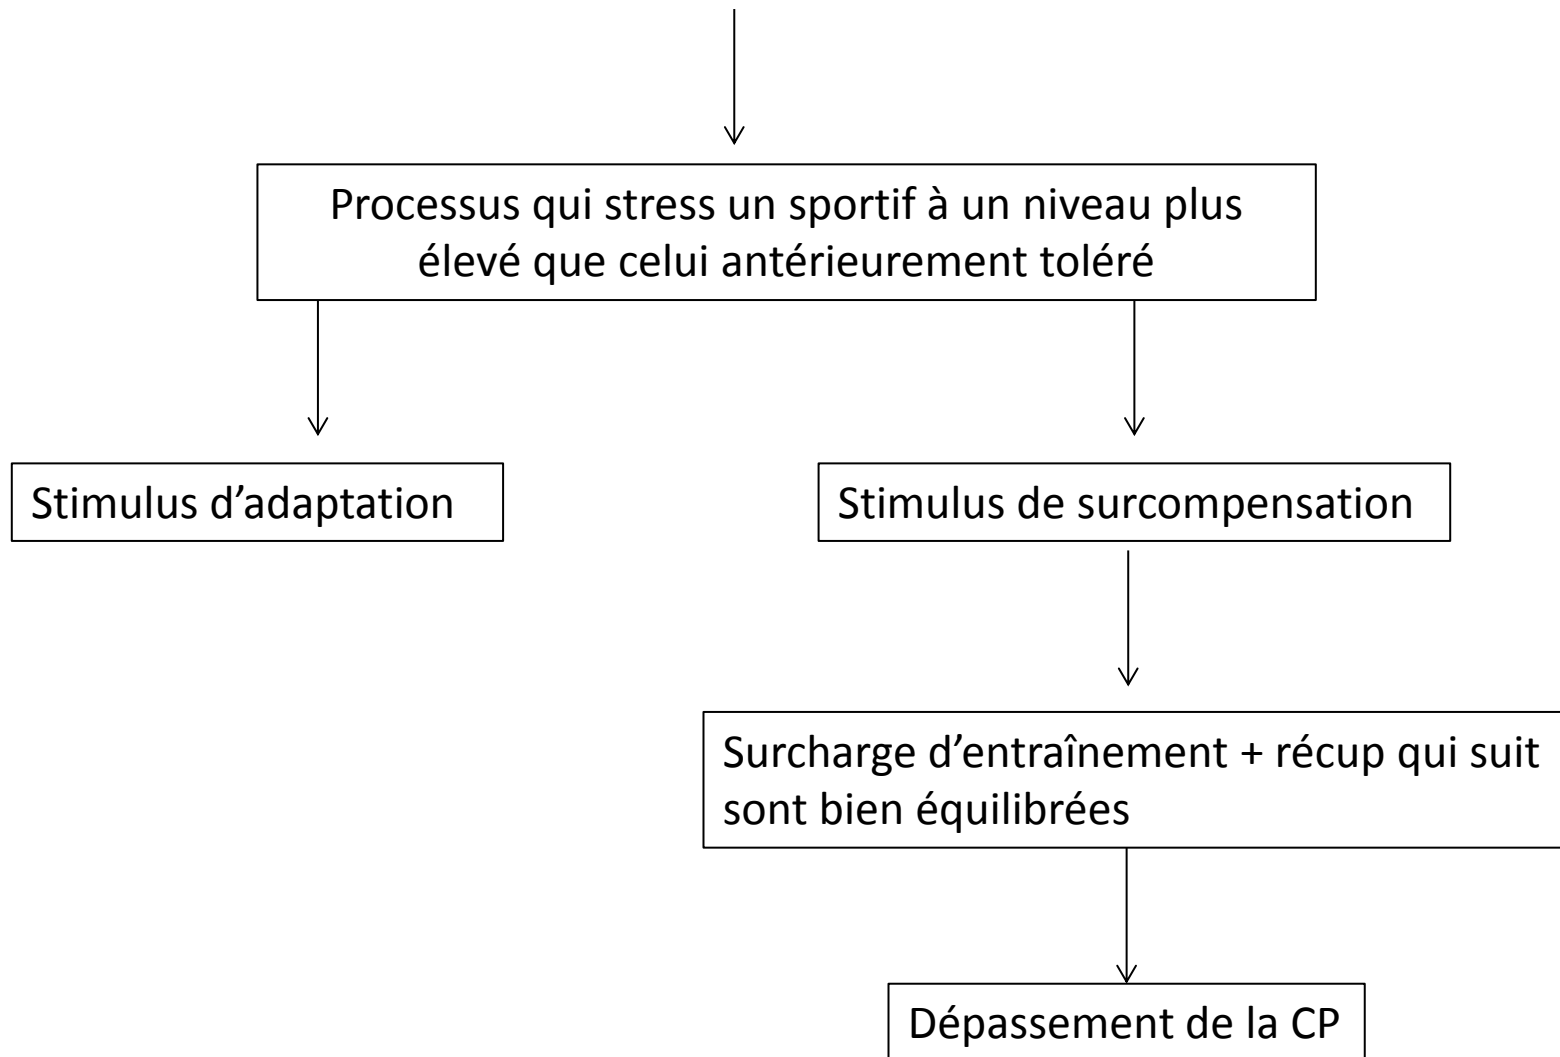 Processus qui stress un sportif à un niveau plus
élevé que celui antérieurement toléré
Stimulus d’adaptation
Stimulus de surcompensation
Surcharge d’entraînement + récup qui suit
sont bien équilibrées
Dépassement de la CP